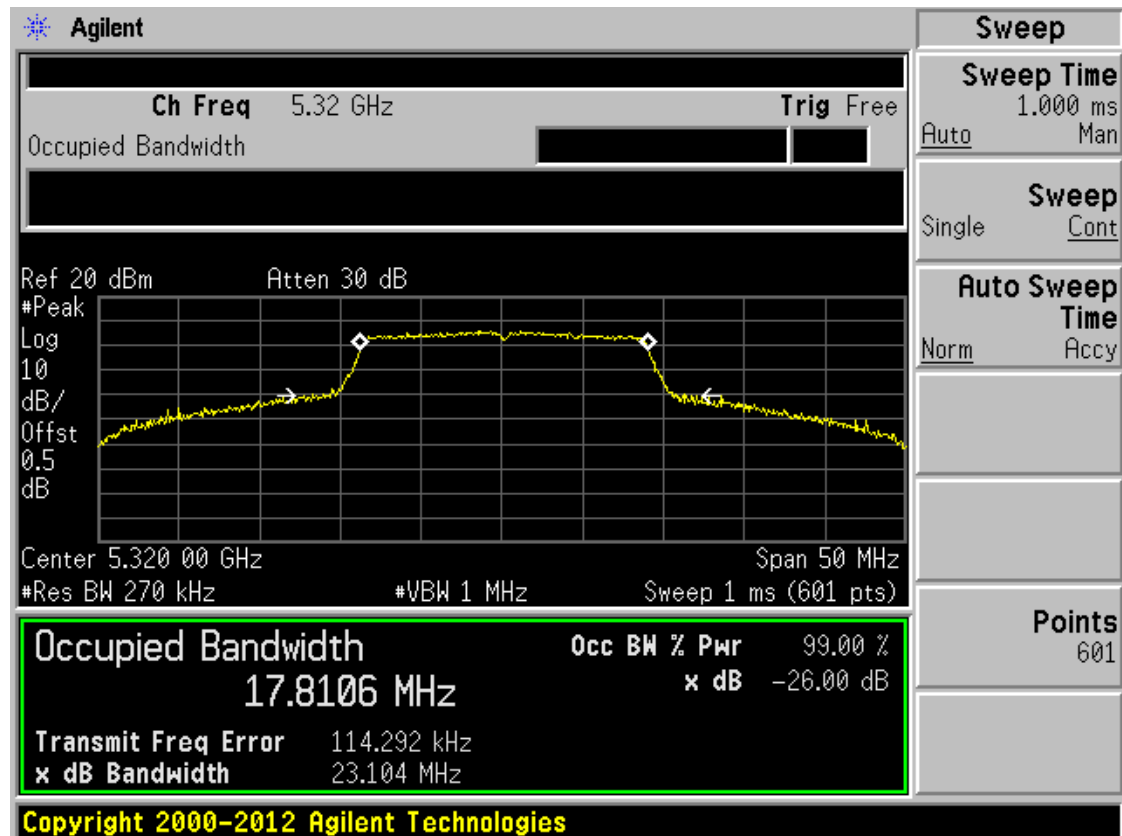 Agilent
Sweep
Ch Freq 5.32 GHz Trig Free
Occupied Bandwidth
Sweep Time
1.000 ms
Auto Man
Sweep
Single Cont
Auto Sweep
Time
Norm Accy
Points
601
Ref 20 dBm Atten 30 dB
#Peak
Log
10
dB/
Offst
0.5
dB
Center 5.320 00 GHz Span 50 MHz
#Res BW 270 kHz #VBW 1 MHz Sweep 1 ms (601 pts)
Occupied Bandwidth Occ BW % Pwr 99.00 %
17.8106 MHz x dB -26.00 dB
Transmit Freq Error 114.292 kHz
x dB Bandwidth 23.104 MHz
Copyright 2000-2012 Agilent Technologies